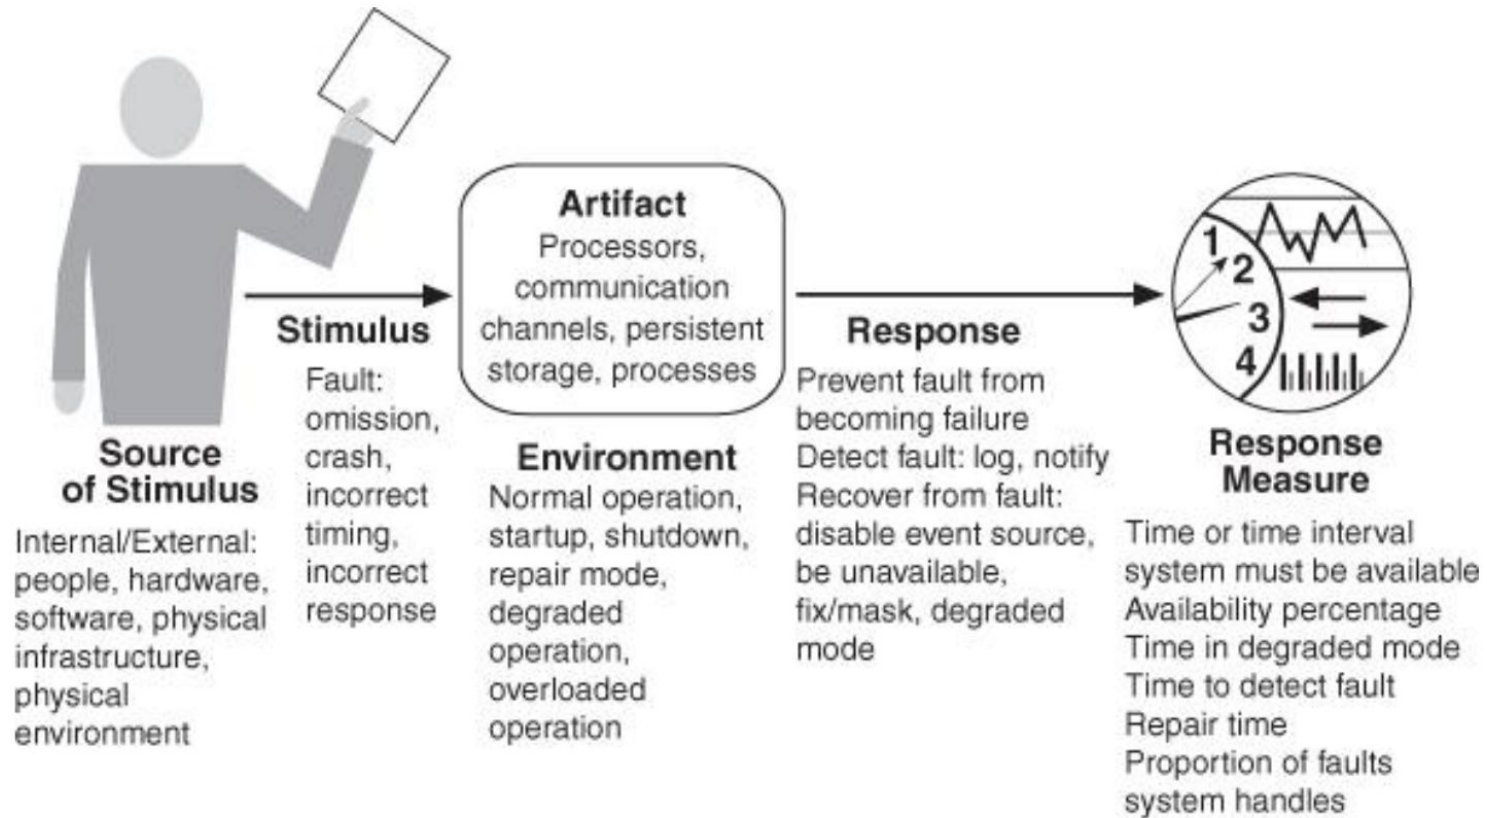 Source
of Stimulus
Internal/External:
people, hardware,
software, physical
infrastructure,
physical
environment
Stimulus
Fault:
omission,
crash,
incorrect
timing,
incorrect
response
Artifact
Processors,
communication
channels, persistent
storage, processes
Environment
Normal operation,
startup, shutdown,
repair mode,
degraded
operation,
overloaded
operation
Response
Prevent fault from
becoming failure
Detect fault: log, notify
Recover from fault:
disable event source,
be unavailable,
fix/mask, degraded
mode
1
2
3
4
Response
Measure
Time or time interval
system must be available
Availability percentage
Time in degraded mode
Time to detect fault
Repair time
Proportion of faults
system handles